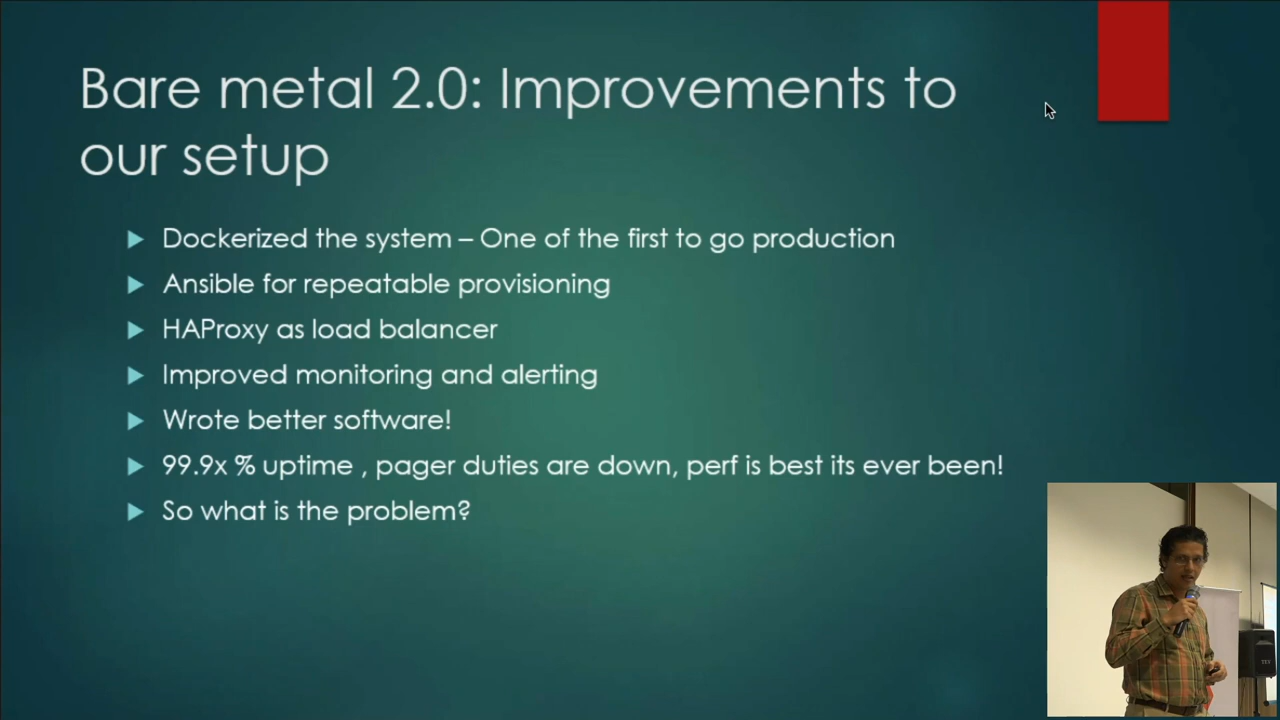 Bare metal 2.0: Improvements to
our setup
Dockerized the system – One of the first to go production
Ansible for repeatable provisioning
HAProxy as load balancer
Improved monitoring and alerting
Wrote better software!
99.9x % uptime , pager duties are down, perf is best its ever been!
So what is the problem?